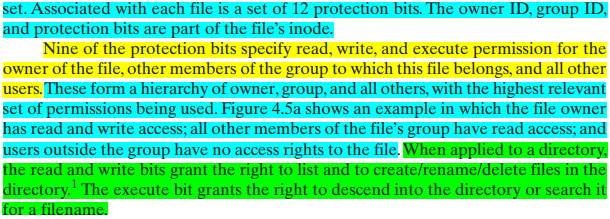 set. Associated with each file is a set of 12 protection bits. The owner ID, group ID,
and protection bits are part of the file's inode.
Nine of the protection bits specify read, write, and execute permission for the
owner of the file, other members of the group to which this file belongs, and all other
users. These form a hierarchy of owner, group, and all others, with the highest relevant
set of permissions being used. Figure 4.5a shows an example in which the file owner
has read and write access; all other members of the file's group have read access; and
users outside the group have no access rights to the file. When applied to a directory,
the read and write bits grant the right to list and to create/rename/delete files in the
directory.¹ The execute bit grants the right to descend into the directory or search it
for a filename.